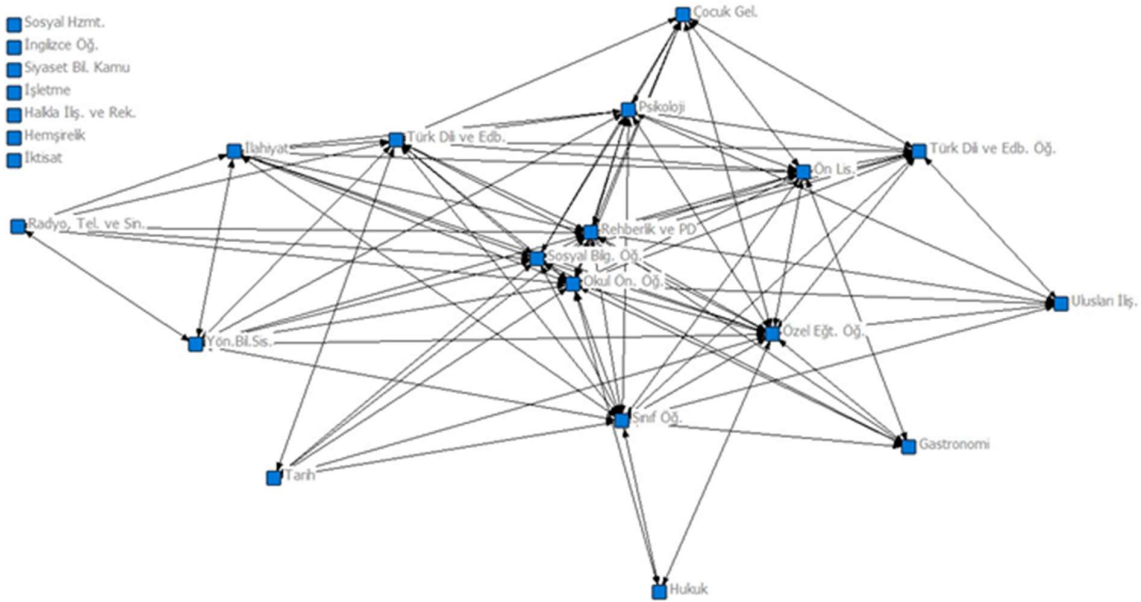 Sosyal Hzmt.
İngilizce Öğ.
Siyaset Bil. Kamu
İşletme
Halkla İliş. ve Rek.
Hemşirelik
İktisat
Çocuk Gel.
Psikoloji
Türk Dili ve Edb.
İlahiyat
Türk Dili ve Edb. Öğ.
Ön Lis.
Radyo, Tel. ve Sin.
Rehberlik ve PD
Sosyal Blg. Öğ.
Okul Ön. Öğ.
Ulusları İliş.
Özel Eğt. Öğ.
Yön.Bil.Sis.
Sınıf Öğ.
Gastronomi
Tarih
Hukuk